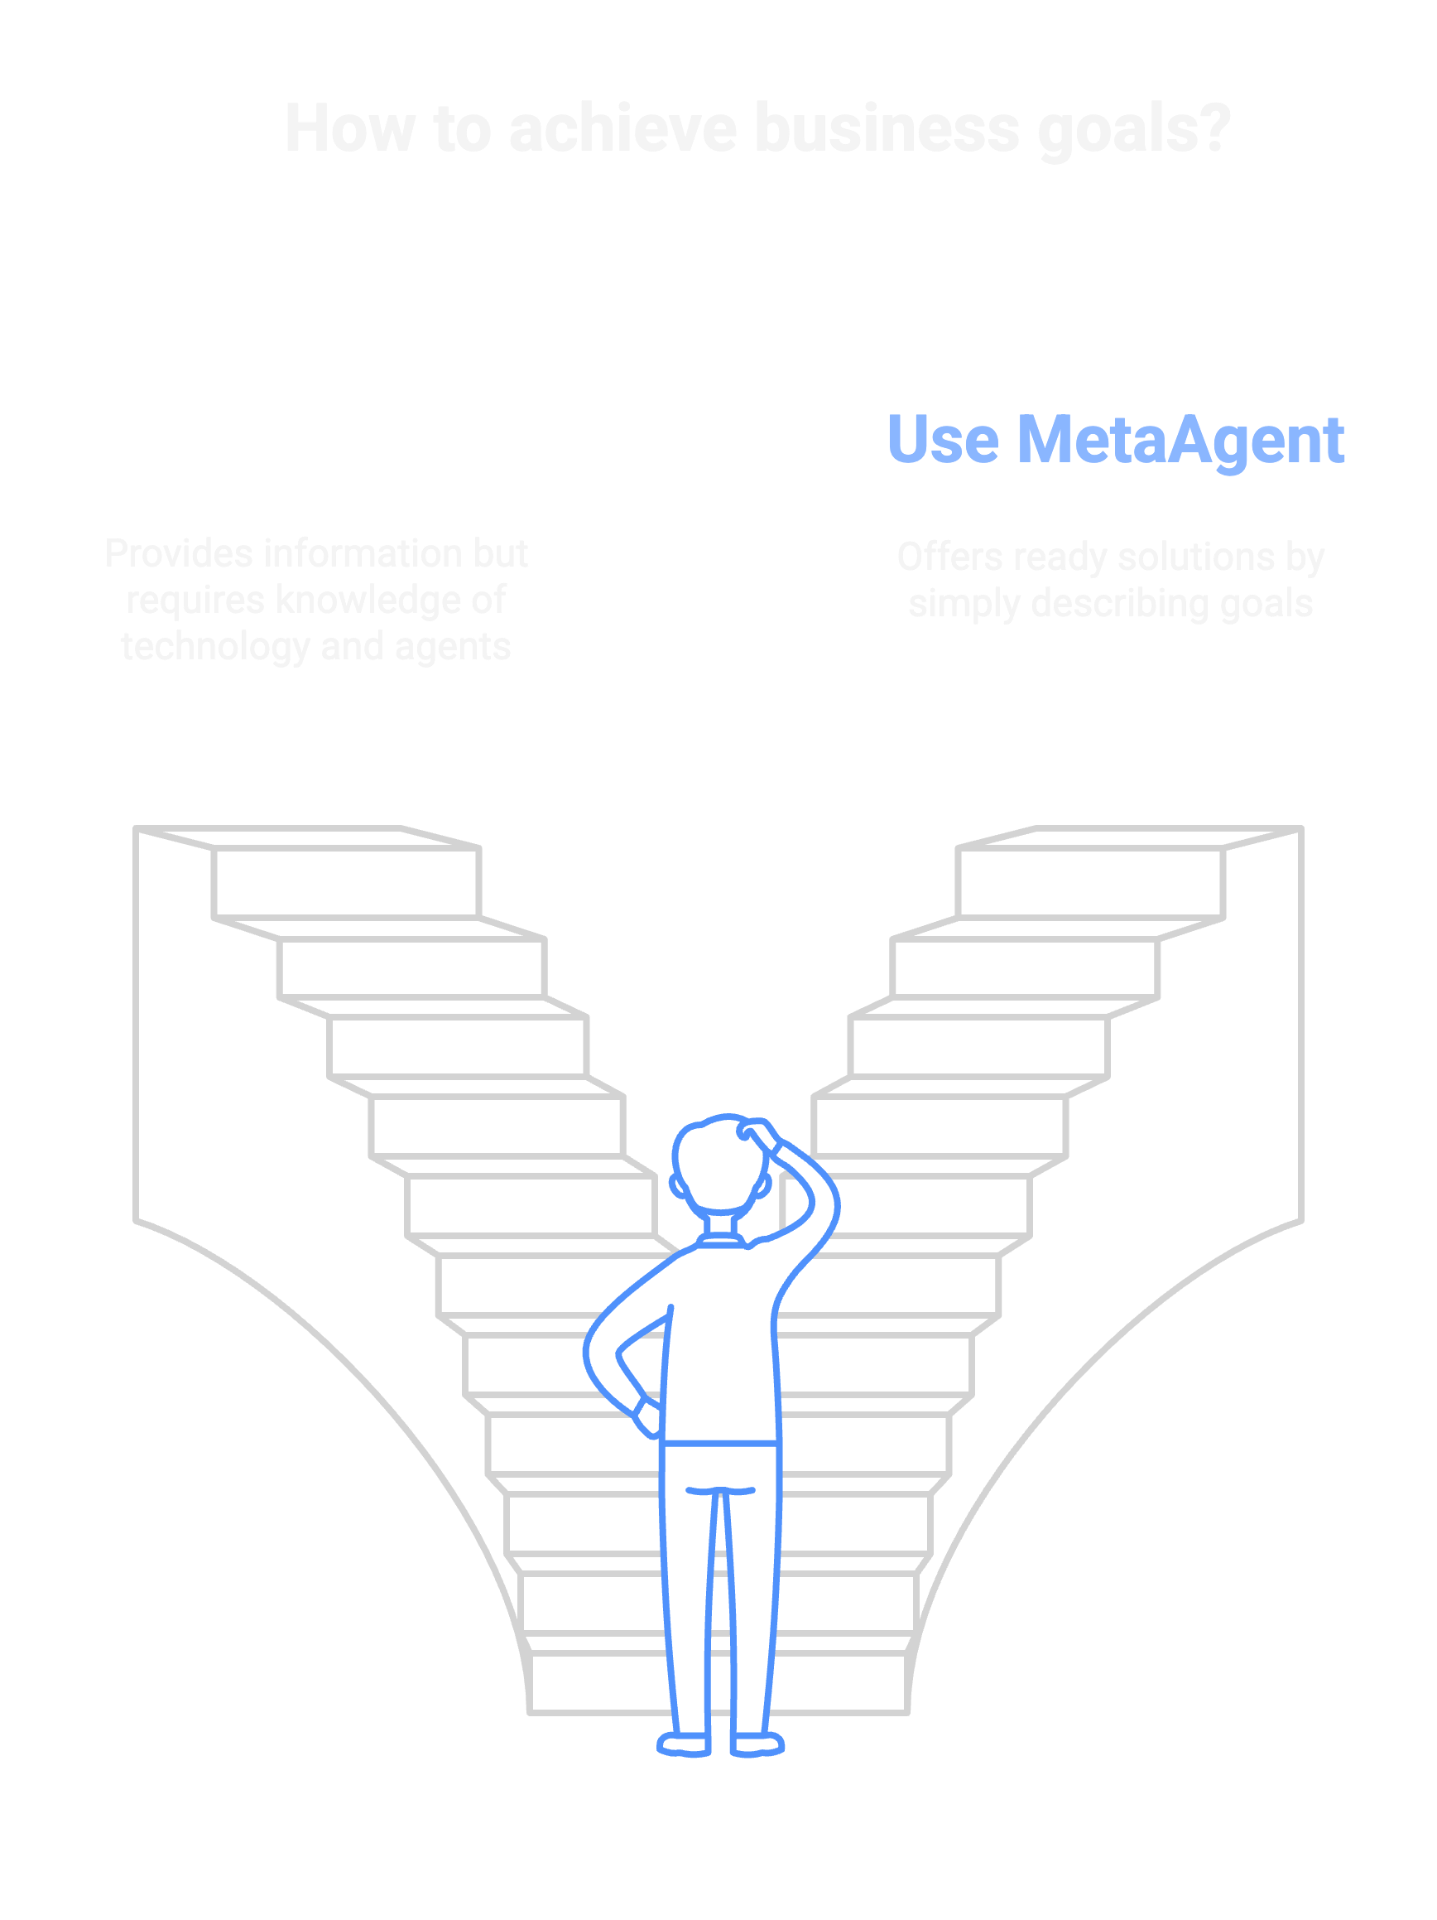 How to achieve business goals?
Use MetaAgent
Provides information but
requires knowledge of
technology and agents
Offers ready solutions by
simply describing goals